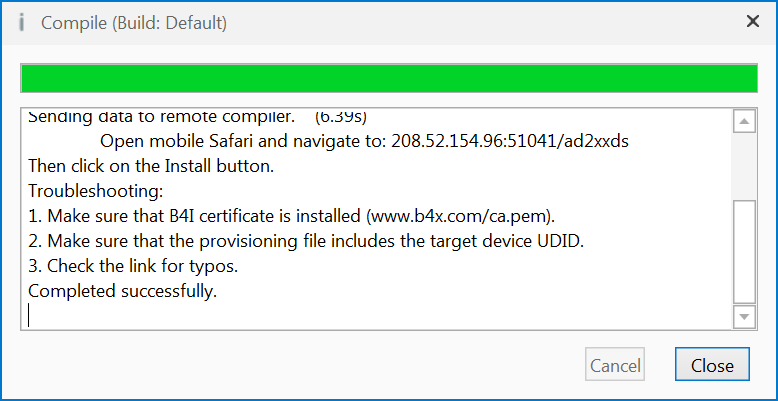 Compile (Build: Default)
Sending data to remote compiler. (6.39s)
Open mobile Safari and navigate to: 208.52.154.96:51041/ad2xxds
Then click on the Install button.
Troubleshooting:
1. Make sure that B4I certificate is installed (www.b4x.com/ca.pem).
2. Make sure that the provisioning file includes the target device UDID.
3. Check the link for typos.
Completed successfully.
Cancel
Close